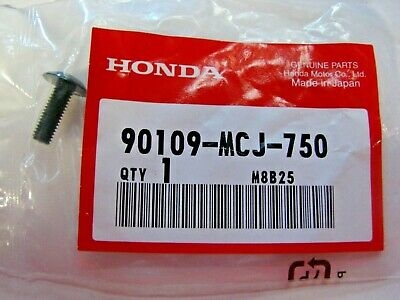 HONDA
GENUINE PARTS
Honda Motor Co., Ltd.
Made in Japan
90109-MCJ-750
QTY 1 M8B25